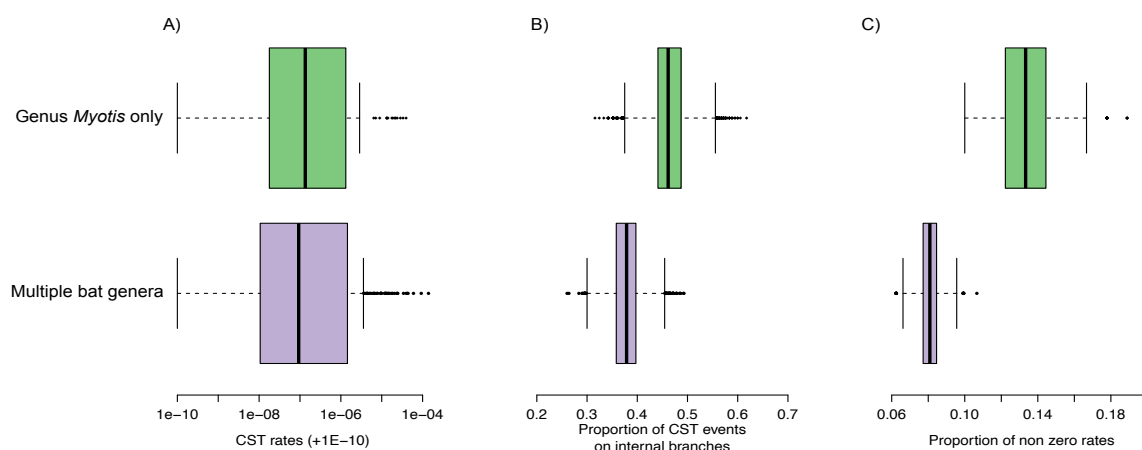 A)
B)
C)
Genus Myotis only
Multiple bat genera
1e−10 1e−08 1e−06 1e−04
CST rates (+1E−10)
0.2 0.3 0.4 0.5 0.6 0.7
Proportion of CST events
on internal branches
0.06 0.10 0.14 0.18
Proportion of non zero rates